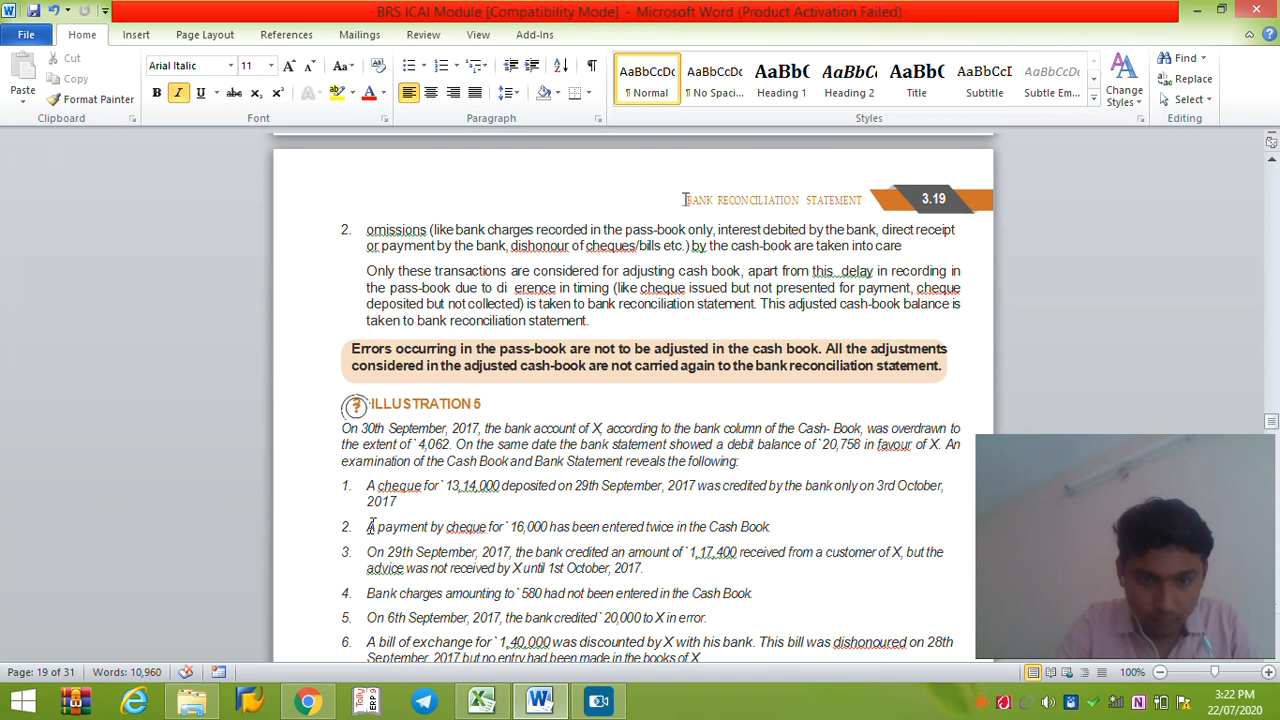 BRS ICAI Module [Compatibility Mode] - Microsoft Word (Product Activation Failed)
File Home Insert Page Layout References Mailings Review View Add-Ins
Paste
Cut
Copy
Format Painter
Clipboard
Arial Italic 11
Font
Paragraph
AaBbCcDc AaBbCcDc AaBbC AaBbCc AaBbC AaBbCc AaBbCcDc
¶ Normal ¶ No Spaci... Heading 1 Heading 2 Title Subtitle Subtle Em...
Change
Styles
Styles
Find
Replace
Select
Editing
BANK RECONCILIATION STATEMENT 3.19
2. omissions (like bank charges recorded in the pass-book only, interest debited by the bank, direct receipt
or payment by the bank, dishonour of cheques/bills etc.) by the cash-book are taken into care
Only these transactions are considered for adjusting cash book, apart from this delay in recording in
the pass-book due to di erence in timing (like cheque issued but not presented for payment, cheque
deposited but not collected) is taken to bank reconciliation statement. This adjusted cash-book balance is
taken to bank reconciliation statement.
Errors occurring in the pass-book are not to be adjusted in the cash book. All the adjustments
considered in the adjusted cash-book are not carried again to the bank reconciliation statement.
? ILLUSTRATION 5
On 30th September, 2017, the bank account of X, according to the bank column of the Cash- Book, was overdrawn to
the extent of ` 4,062. On the same date the bank statement showed a debit balance of ` 20,758 in favour of X. An
examination of the Cash Book and Bank Statement reveals the following:
1. A cheque for ` 13,14,000 deposited on 29th September, 2017 was credited by the bank only on 3rd October,
2017
2. A payment by cheque for ` 16,000 has been entered twice in the Cash Book.
3. On 29th September, 2017, the bank credited an amount of ` 1,17,400 received from a customer of X, but the
advice was not received by X until 1st October, 2017.
4. Bank charges amounting to ` 580 had not been entered in the Cash Book.
5. On 6th September, 2017, the bank credited ` 20,000 to X in error.
6. A bill of exchange for ` 1,40,000 was discounted by X with his bank. This bill was dishonoured on 28th
September, 2017 but no entry had been made in the books of X.
Page: 19 of 31 Words: 10,960 100%
3:22 PM
22/07/2020